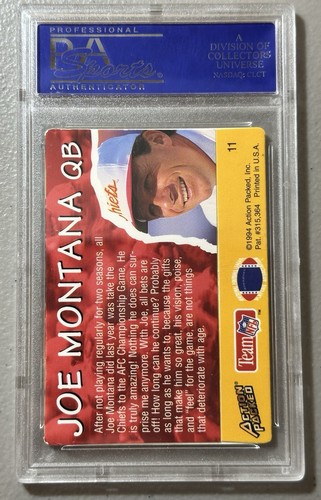 PROFESSIONAL
PSA
Sports
AUTHENTICATOR
A
DIVISION OF
COLLECTORS
UNIVERSE
NASDAQ: CLCT
JOE MONTANA QB
After not playing regularly for two seasons, all
Joe Montana did last year was take the
Chiefs to the AFC Championship Game. He
is truly amazing! Nothing he does can sur-
prise me anymore. With Joe, all bets are
off! How long can he continue? Probably
as long as he wants to, because the gifts
that make him so great, his vision, poise,
and "feel" for the game, are not things
that deteriorate with age.
Chiefs
11
©1994 Action Packed, Inc.
Pat. #315,364 Printed in U.S.A.
Team NFL™
ACTION
PACKED